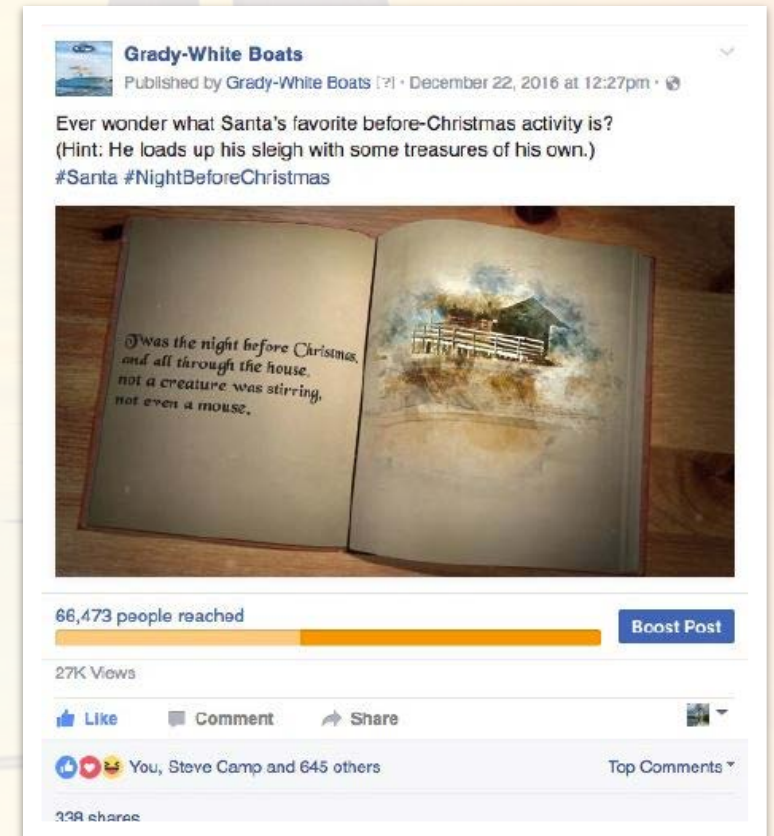 Grady-White Boats
Published by Grady-White Boats [?] · December 22, 2016 at 12:27pm ·
Ever wonder what Santa's favorite before-Christmas activity is?
(Hint: He loads up his sleigh with some treasures of his own.)
#Santa #NightBeforeChristmas
Twas the night before Christmas,
and all through the house,
not a creature was stirring,
not even a mouse,
66,473 people reached
Boost Post
27K Views
Like Comment Share
You, Steve Camp and 645 others Top Comments
338 shares